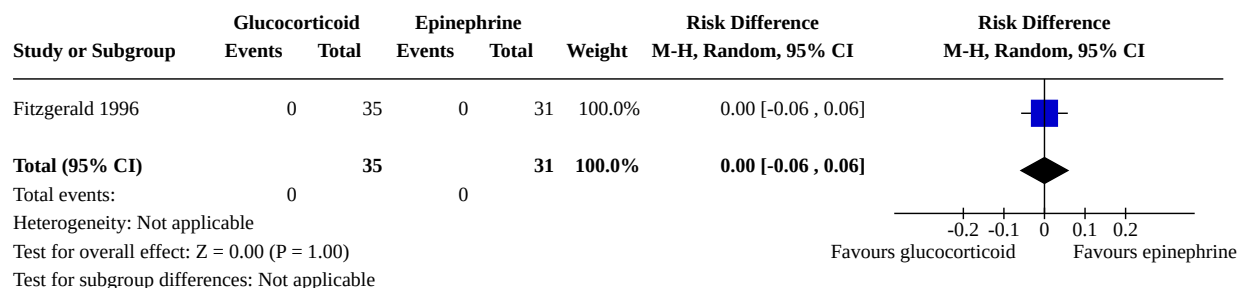 Glucocorticoid Epinephrine Risk Difference Risk Difference
Study or Subgroup Events Total Events Total Weight M-H, Random, 95% CI M-H, Random, 95% CI
Fitzgerald 1996 0 35 0 31 100.0% 0.00 [-0.06 , 0.06]
Total (95% CI) 35 31 100.0% 0.00 [-0.06 , 0.06]
Total events: 0 0
Heterogeneity: Not applicable
-0.2 -0.1 0 0.1 0.2
Test for overall effect: Z = 0.00 (P = 1.00) Favours glucocorticoid Favours epinephrine
Test for subgroup differences: Not applicable